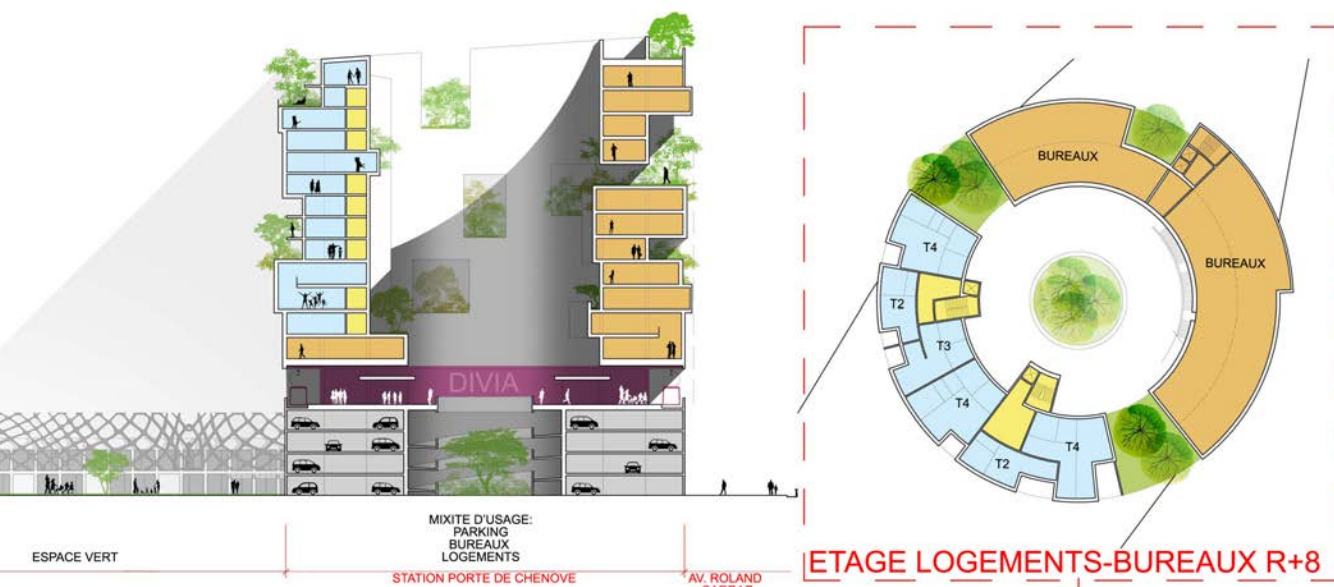 DIVIA
MIXITE D'USAGE:
PARKING
BUREAUX
LOGEMENTS
ESPACE VERT
STATION PORTE DE CHENOVE
AV. ROLAND
BUREAUX
BUREAUX
T4
T2
T3
T4
T2
T4
ETAGE LOGEMENTS-BUREAUX R+8